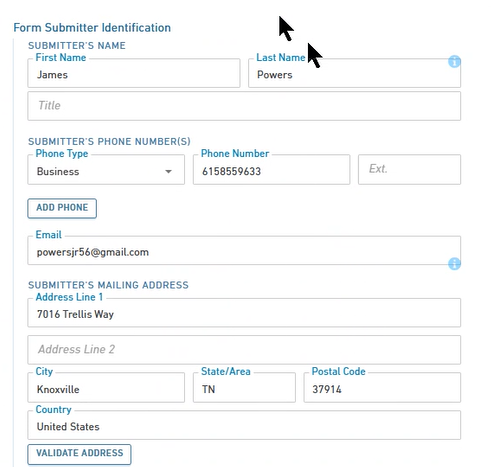 Form Submitter Identification
SUBMITTER'S NAME
First Name
Last Name
James
Powers
Title
SUBMITTER'S PHONE NUMBER(S)
Phone Type
Phone Number
Business
6158559633
Ext.
ADD PHONE
Email
powersjr56@gmail.com
SUBMITTER'S MAILING ADDRESS
Address Line 1
7016 Trellis Way
Address Line 2
City
State/Area
Postal Code
Knoxville
TN
37914
Country
United States
VALIDATE ADDRESS